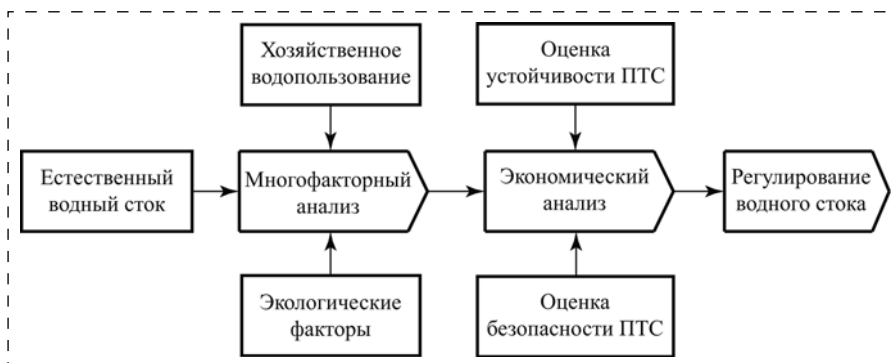 Хозяйственное
водопользование
Оценка
устойчивости ПТС
Естественный
водный сток
Многофакторный
анализ
Экономический
анализ
Регулирование
водного стока
Экологические
факторы
Оценка
безопасности ПТС